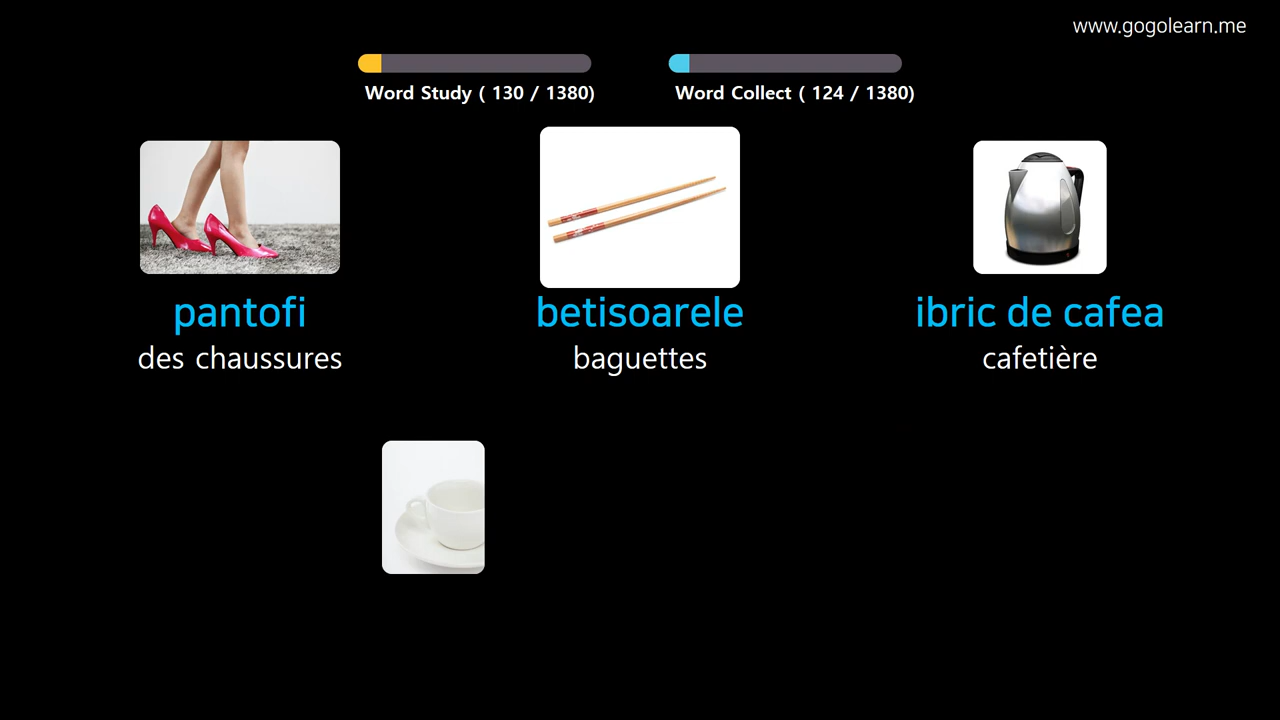 www.gogolearn.me
Word Study ( 130 / 1380)
Word Collect ( 124 / 1380)
pantofi
des chaussures
betisoarele
baguettes
ibric de cafea
cafetière